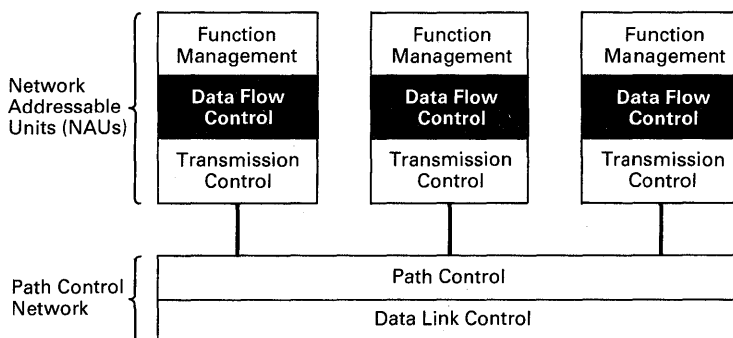 Function
Management
Function
Management
Function
Management
Network
Addressable
Units (NAUs)
Data Flow
Control
Data Flow
Control
Data Flow
Control
Transmission
Control
Transmission
Control
Transmission
Control
Path Control
Network
Path Control
Data Link Control